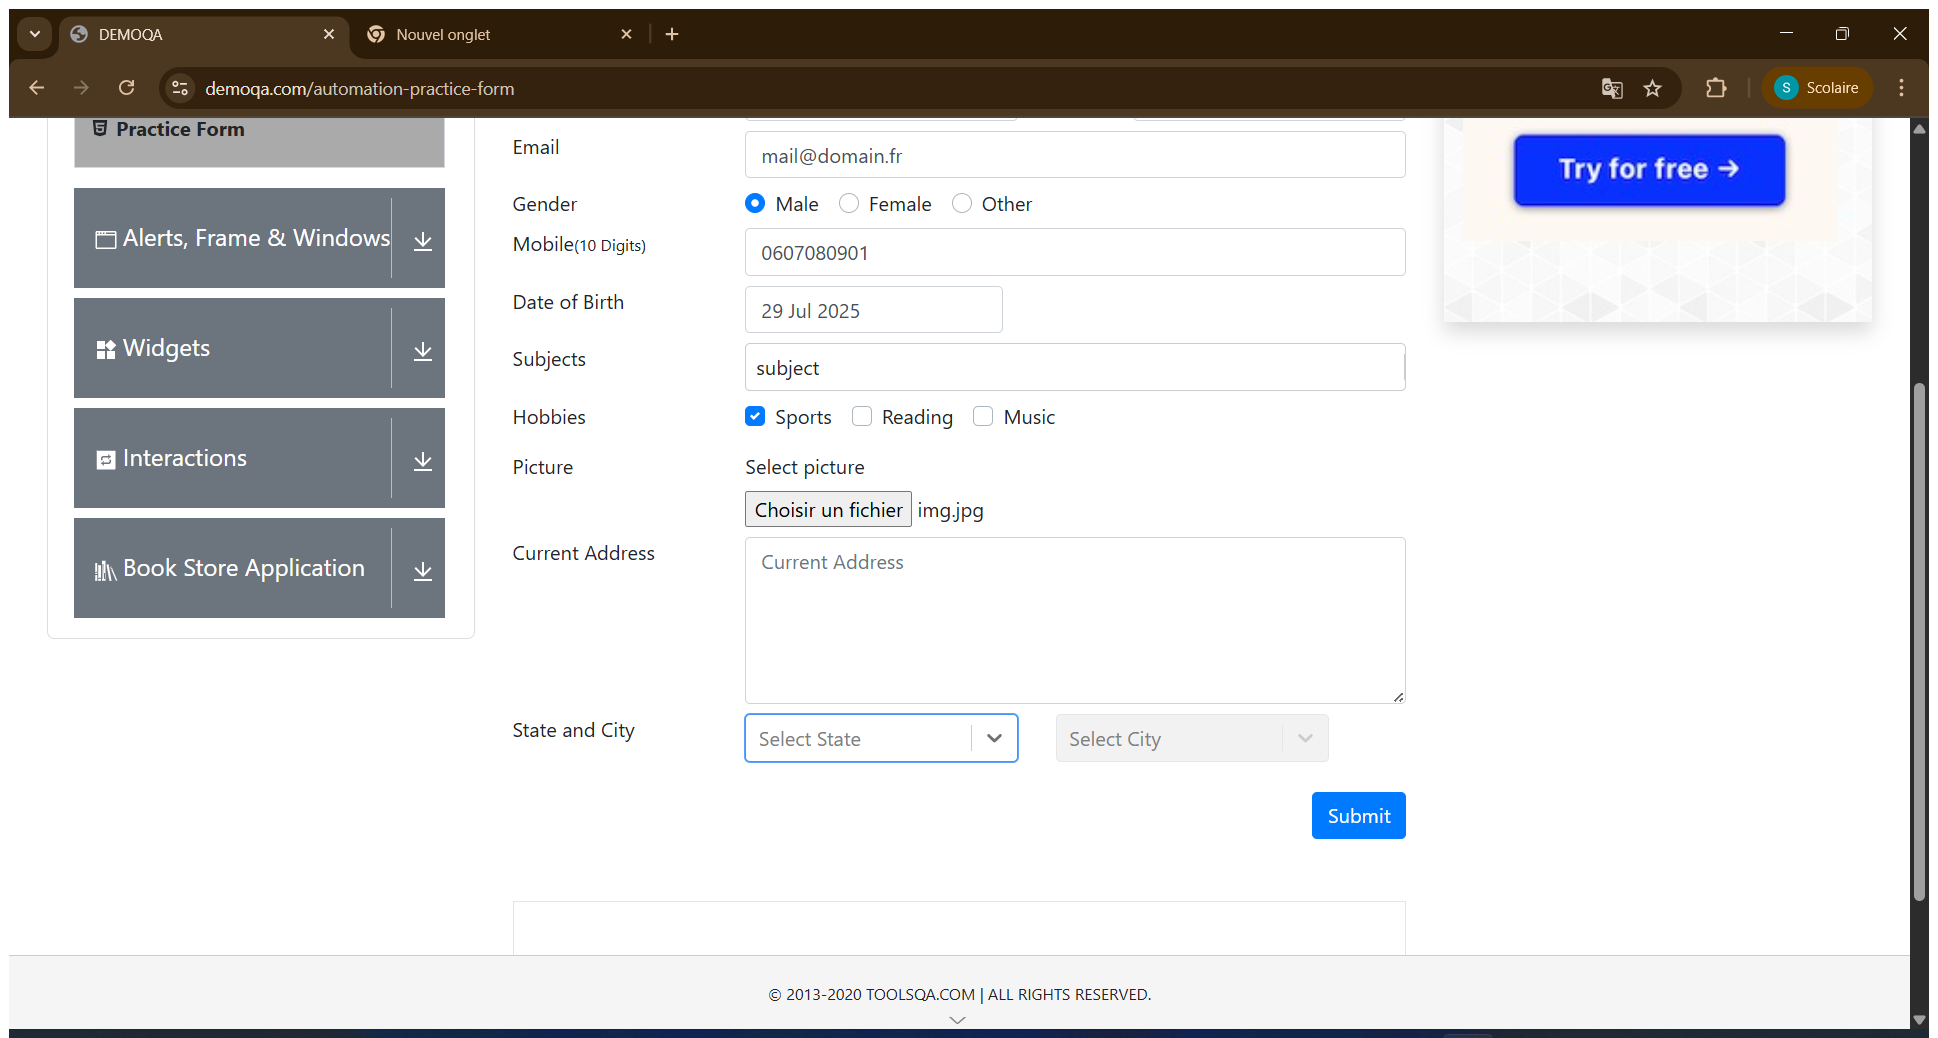 DEMOQA
Nouvel onglet
demoqa.com/automation-practice-form
S Scolaire
Practice Form
Alerts, Frame & Windows
Widgets
Interactions
Book Store Application
Email
mail@domain.fr
Gender
Male Female Other
Mobile(10 Digits)
0607080901
Date of Birth
29 Jul 2025
Subjects
subject
Hobbies
Sports Reading Music
Picture
Select picture
Choisir un fichier img.jpg
Current Address
Current Address
State and City
Select State
Select City
Submit
Try for free →
© 2013-2020 TOOLSQA.COM | ALL RIGHTS RESERVED.